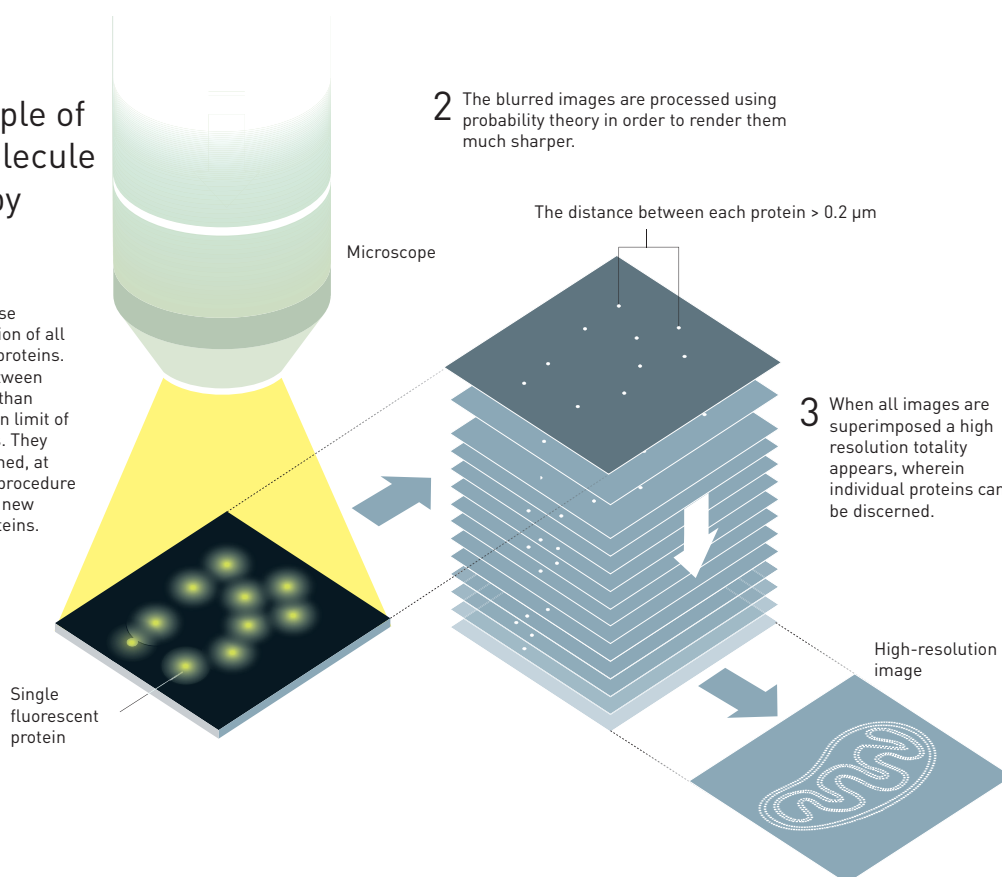 ple of
lecule
py
se
ion of all
proteins.
tween
than
n limit of
s. They
ned, at
procedure
new
teins.
2
The blurred images are processed using
probability theory in order to render them
much sharper.
The distance between each protein > 0.2 µm
Microscope
3
When all images are
superimposed a high
resolution totality
appears, wherein
individual proteins can
be discerned.
Single
fluorescent
protein
High-resolution
image